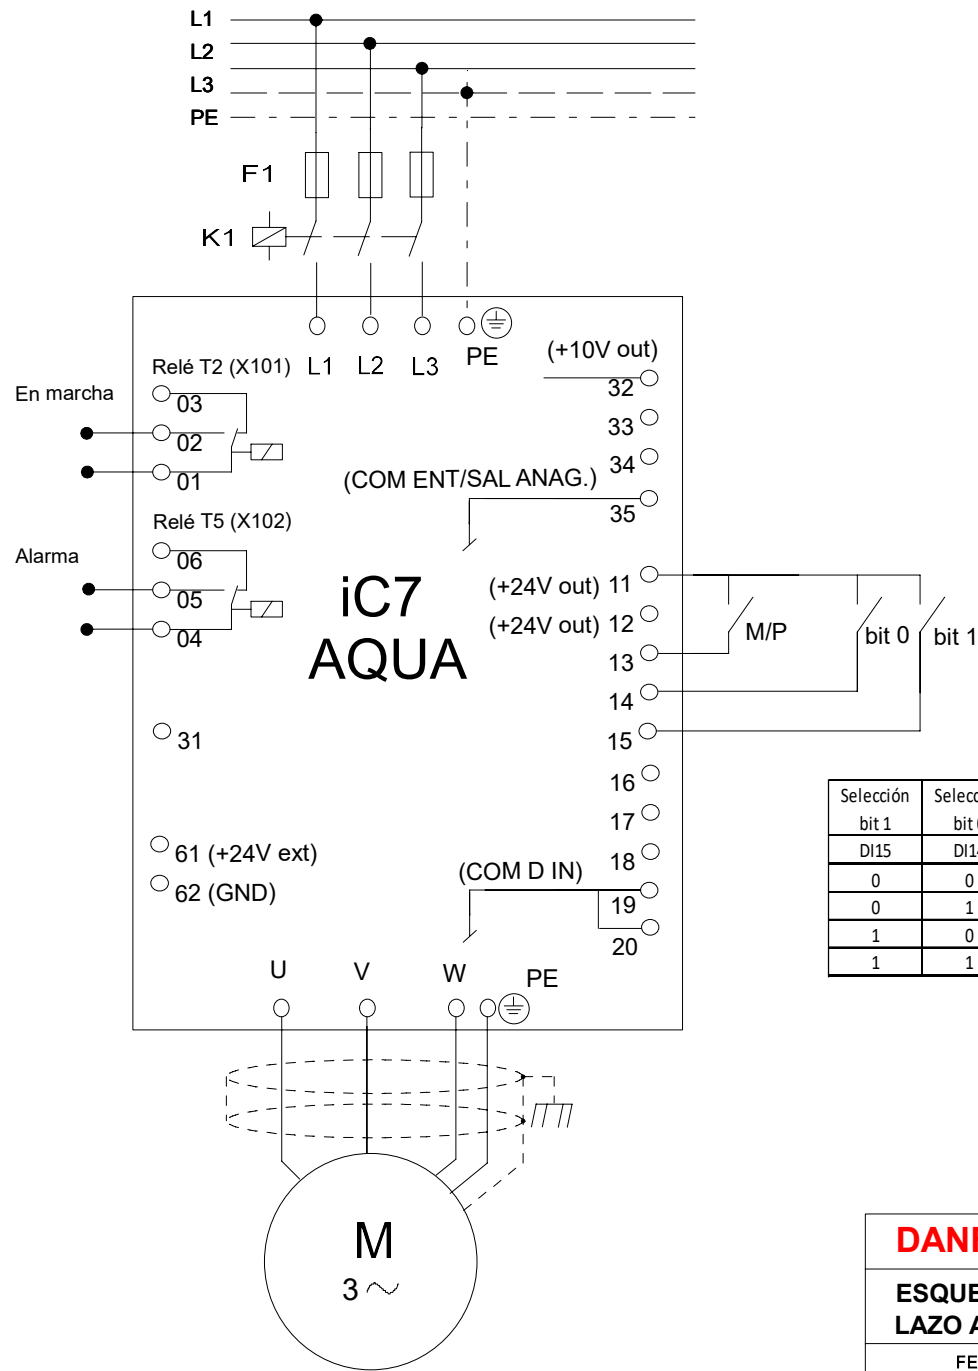 L1
L2
L3
PE
F1
K1
L1 L2 L3 PE
Relé T2 (X101)
En marcha
03
02
01
Relé T5 (X102)
Alarma
06
05
04
31
61 (+24V ext)
62 (GND)
iC7
AQUA
(+10V out)
32
33
34
(COM ENT/SAL ANAG.)
35
(+24V out) 11
(+24V out) 12
13
14
15
16
17
18
(COM D IN)
19
20
M/P
bit 0
bit 1
Selección
bit 1
DI15
0 0
0 1
1 0
1 1
U V W PE
M
3
LAZO